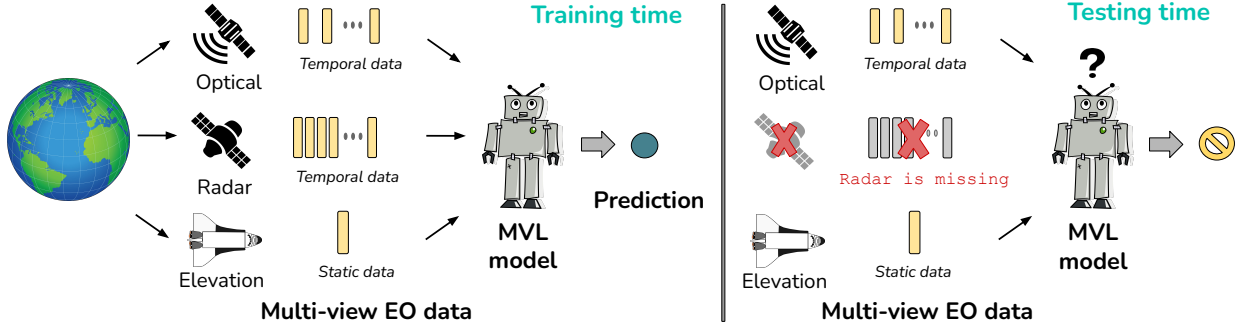 Training time
Optical
Temporal data
Radar
Temporal data
Prediction
Elevation
Static data
MVL
model
Multi-view EO data
Testing time
?
Optical
Temporal data
Radar is missing
Elevation
Static data
MVL
model
Multi-view EO data